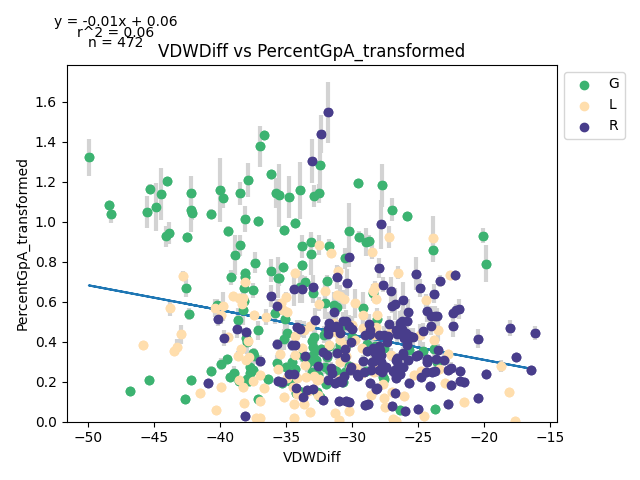 y = -0.01x + 0.06
r^2 = 0.06
n = 472
VDWDiff vs PercentGpA_transformed
G
L
R
PercentGpA_transformed
1.6
1.4
1.2
1.0
0.8
0.6
0.4
0.2
0.0
−50
−45
−40
−35
−30
−25
−20
−15
VDWDiff